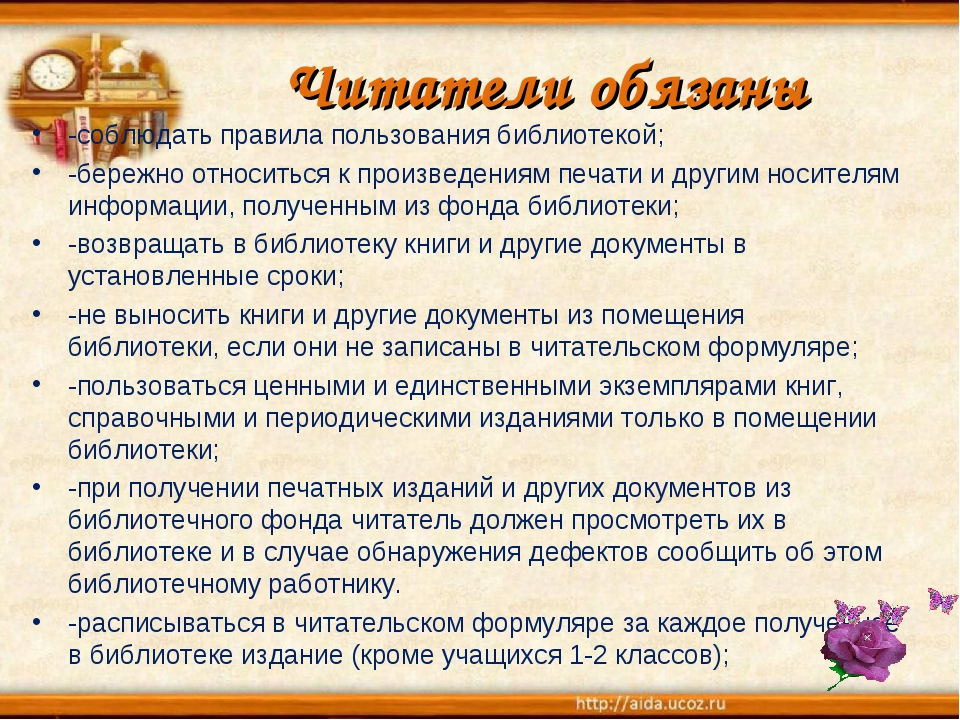 Читатели обязаны
• -соблюдать правила пользования библиотекой;
• -бережно относиться к произведениям печати и другим носителям
информации, полученным из фонда библиотеки;
• -возвращать в библиотеку книги и другие документы в
установленные сроки;
• -не выносить книги и другие документы из помещения
библиотеки, если они не записаны в читательском формуляре;
• -пользоваться ценными и единственными экземплярами книг,
справочными и периодическими изданиями только в помещении
библиотеки;
• -при получении печатных изданий и других документов из
библиотечного фонда читатель должен просмотреть их в
библиотеке и в случае обнаружения дефектов сообщить об этом
библиотечному работнику.
• -расписываться в читательском формуляре за каждое полученное
в библиотеке издание (кроме учащихся 1-2 классов);
http://aida.ucoz.ru